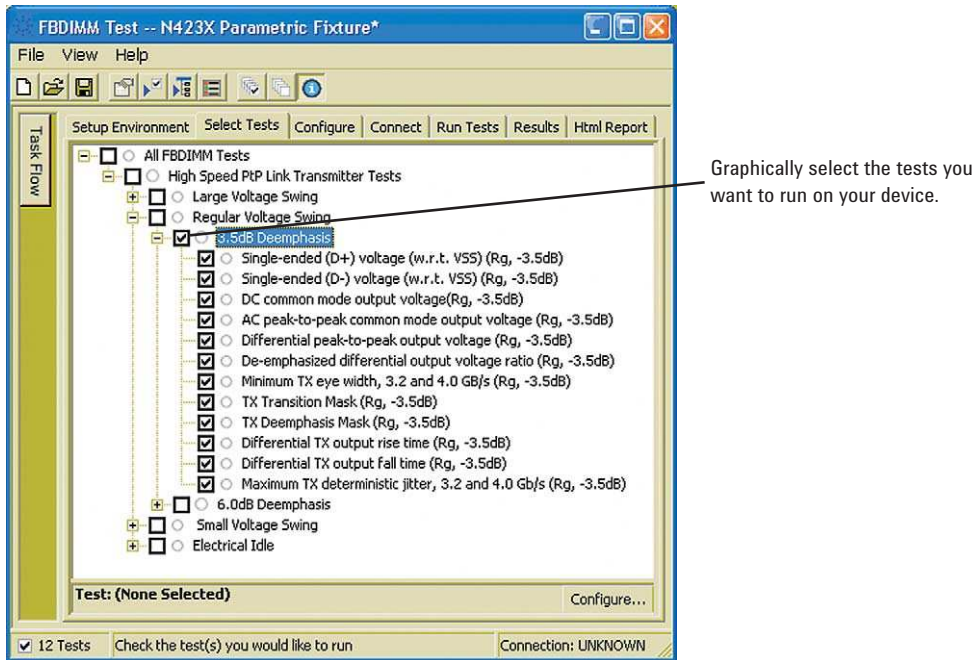 FBDIMM Test -- N423X Parametric Fixture*
File View Help
Task Flow
Setup Environment Select Tests Configure Connect Run Tests Results Html Report
All FBDIMM Tests
High Speed PtP Link Transmitter Tests
Large Voltage Swing
Regular Voltage Swing
3.5dB Deemphasis
Single-ended (D+) voltage (w.r.t. VSS) (Rg, -3.5dB)
Single-ended (D-) voltage (w.r.t. VSS) (Rg, -3.5dB)
DC common mode output voltage(Rg, -3.5dB)
AC peak-to-peak common mode output voltage (Rg, -3.5dB)
Differential peak-to-peak output voltage (Rg, -3.5dB)
De-emphasized differential output voltage ratio (Rg, -3.5dB)
Minimum TX eye width, 3.2 and 4.0 GB/s (Rg, -3.5dB)
TX Transition Mask (Rg, -3.5dB)
TX Deemphasis Mask (Rg, -3.5dB)
Differential TX output rise time (Rg, -3.5dB)
Differential TX output fall time (Rg, -3.5dB)
Maximum TX deterministic jitter, 3.2 and 4.0 Gb/s (Rg, -3.5dB)
6.0dB Deemphasis
Small Voltage Swing
Electrical Idle
Test: (None Selected)
Configure...
12 Tests Check the test(s) you would like to run Connection: UNKNOWN
Graphically select the tests you
want to run on your device.